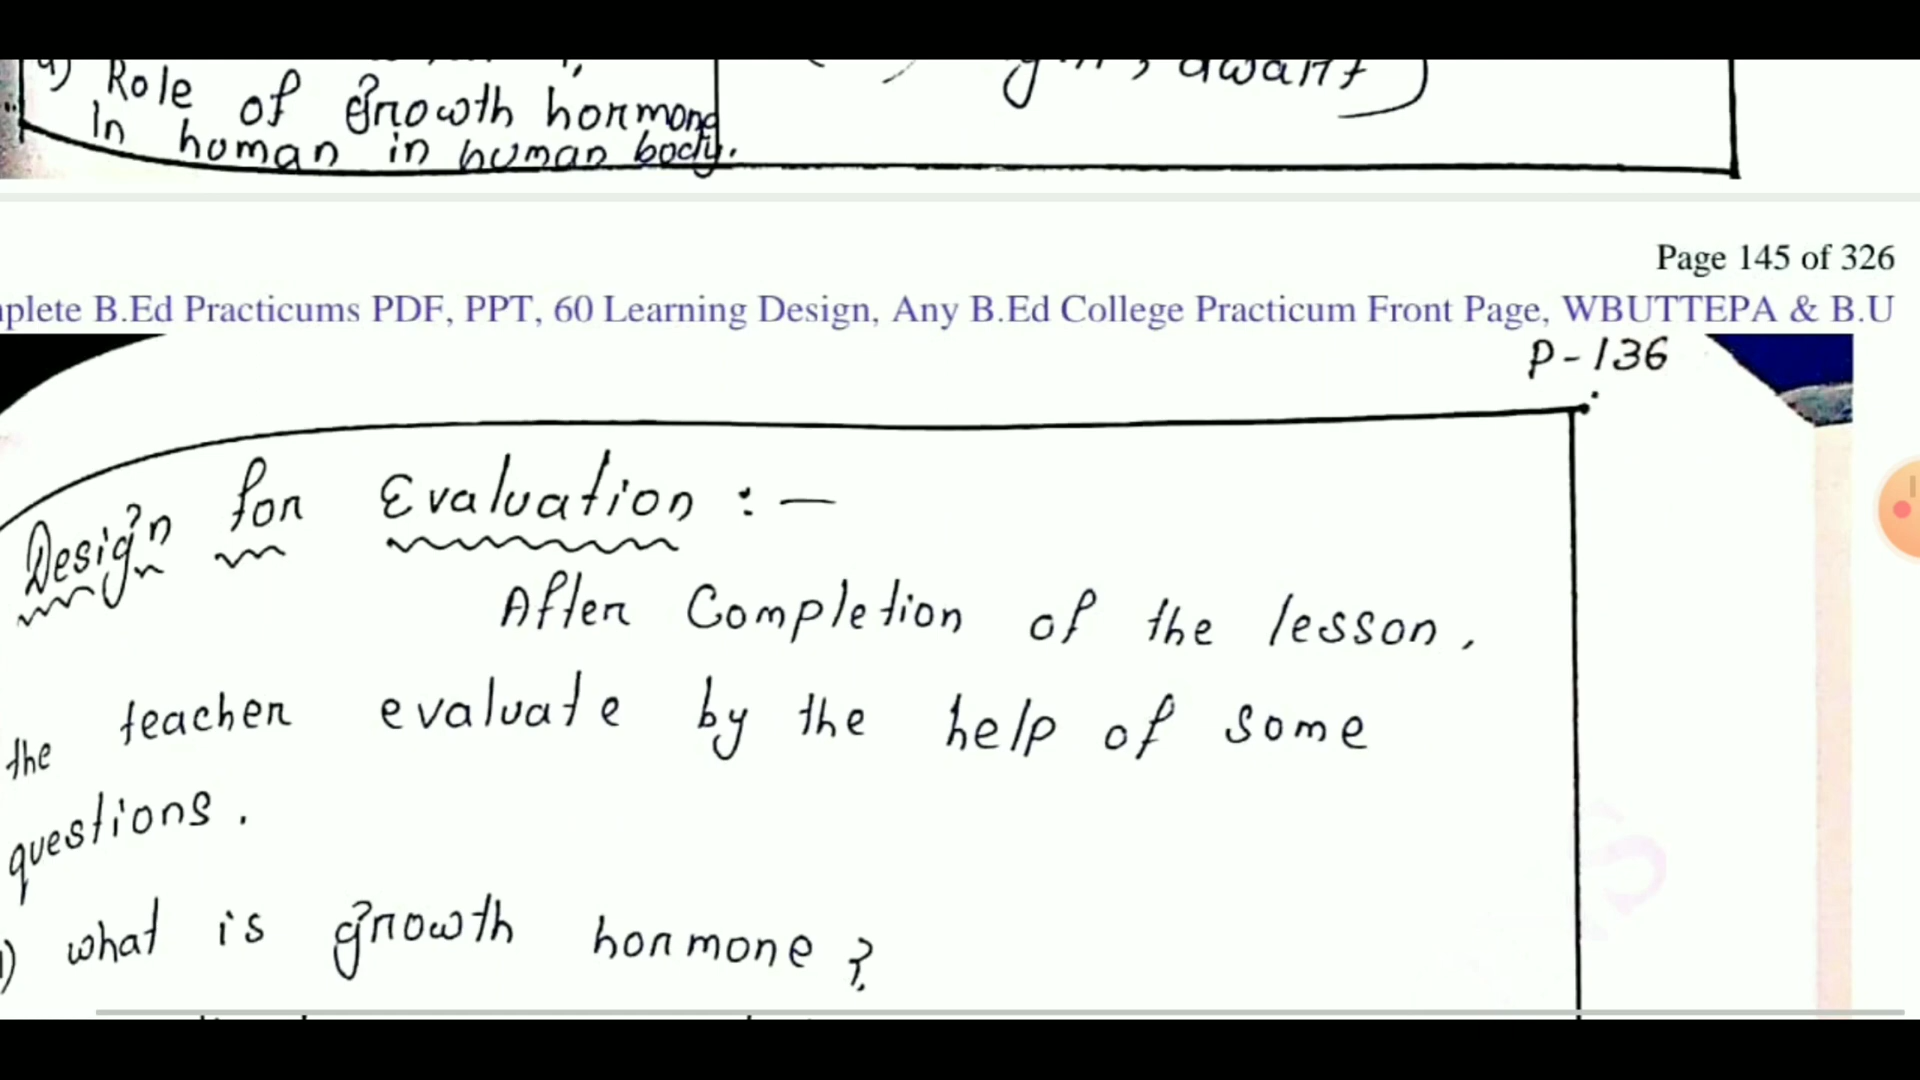 Role of growth hormone
In human in human body.
Page 145 of 326
plete B.Ed Practicums PDF, PPT, 60 Learning Design, Any B.Ed College Practicum Front Page, WBUTTEPA & B.U
P-136
Design for Evaluation :-
After Completion of the lesson,
the teacher evaluate by the help of some
questions.
1) what is growth hormone?